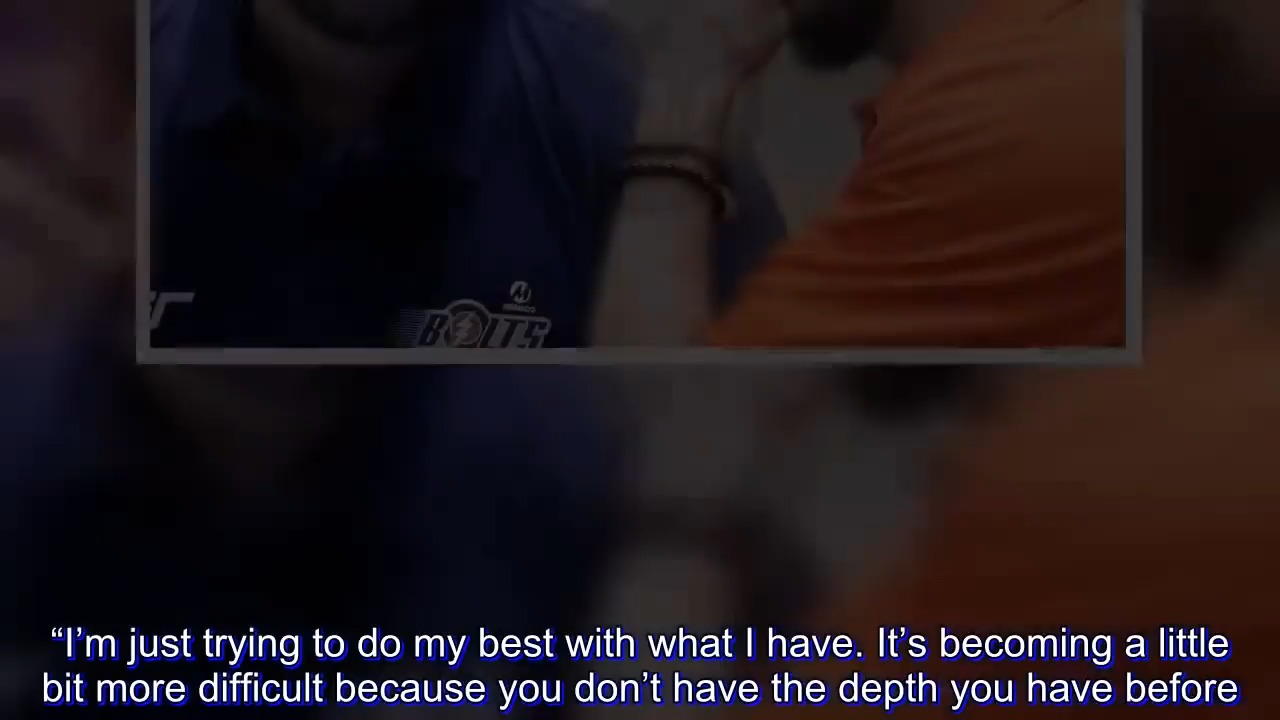 BOLTS
“I’m just trying to do my best with what I have. It’s becoming a little
bit more difficult because you don’t have the depth you have before